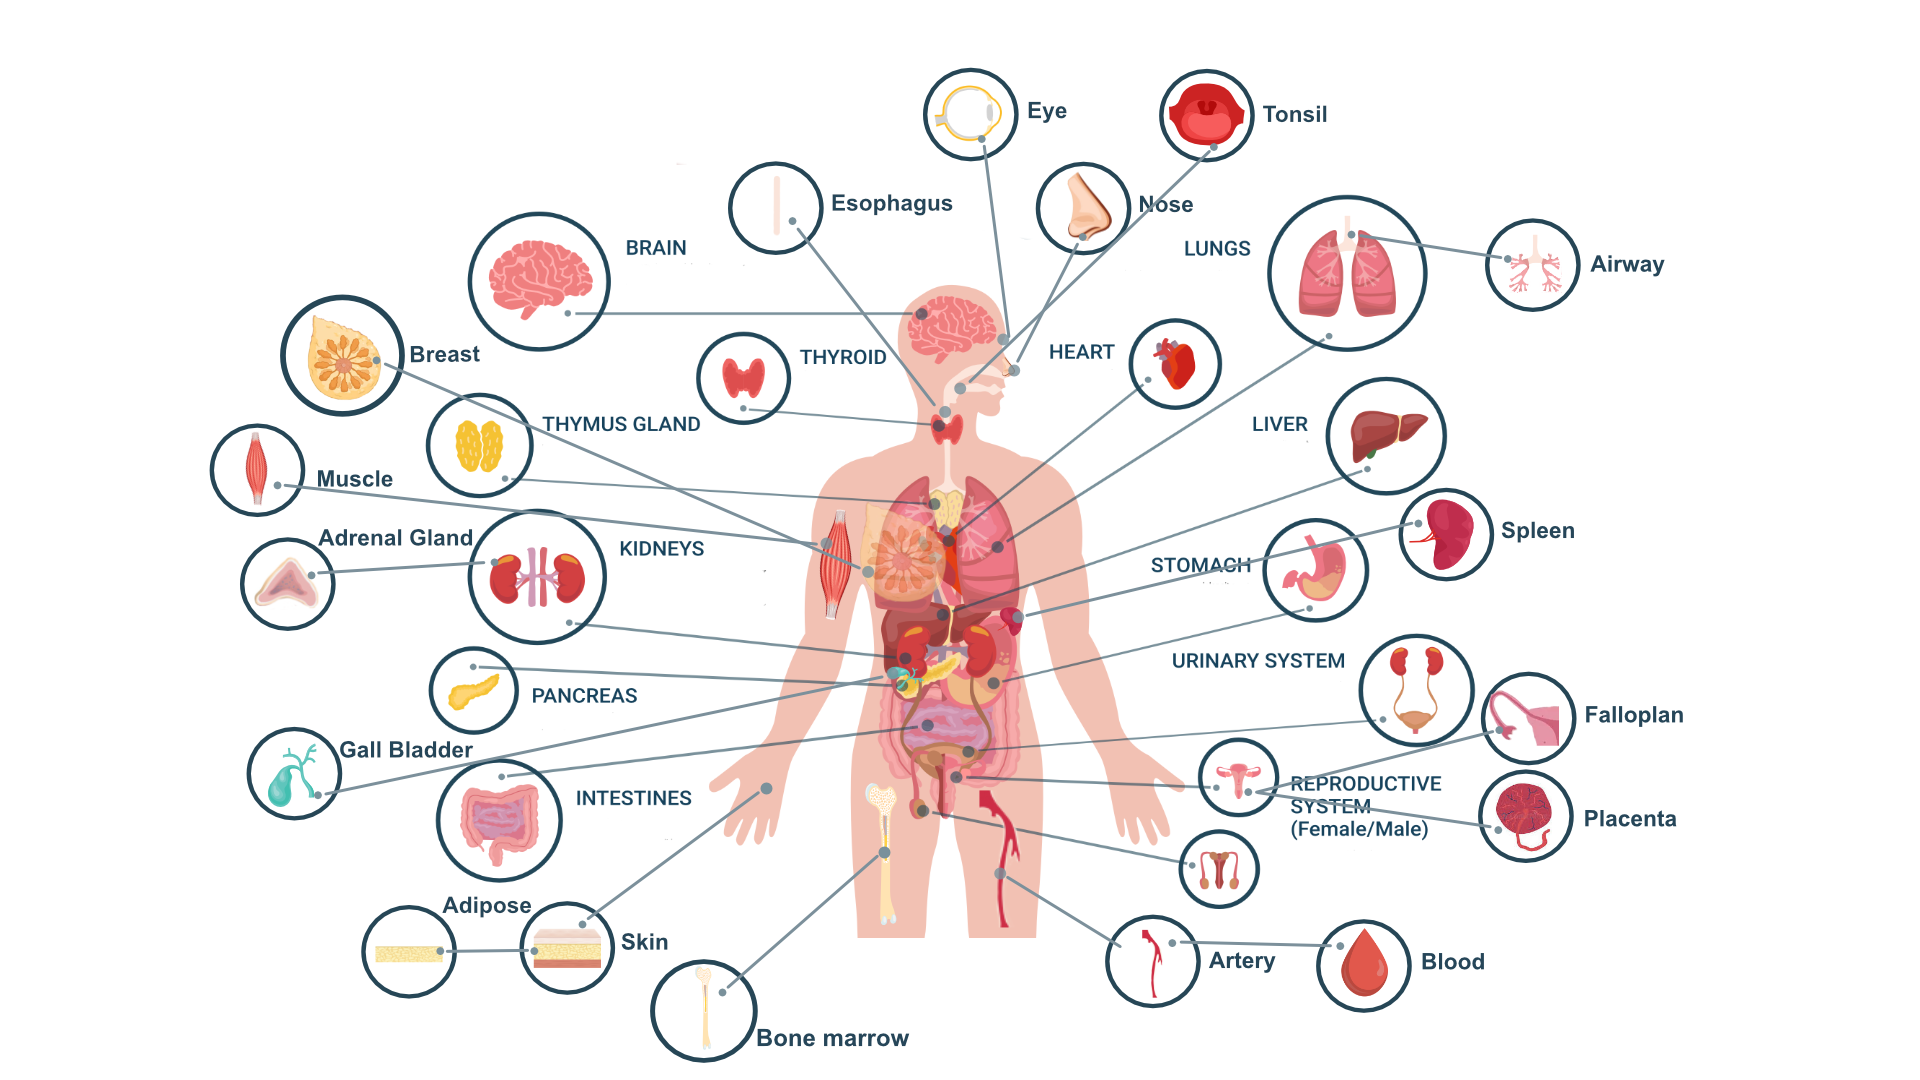 Eye
Tonsil
Esophagus
Nose
BRAIN
LUNGS
Airway
Breast
THYROID
HEART
THYMUS GLAND
LIVER
Muscle
Adrenal Gland
KIDNEYS
Spleen
STOMACH
URINARY SYSTEM
PANCREAS
Falloplan
Gall Bladder
INTESTINES
REPRODUCTIVE
SYSTEM
(Female/Male)
Placenta
Adipose
Skin
Artery
Blood
Bone marrow